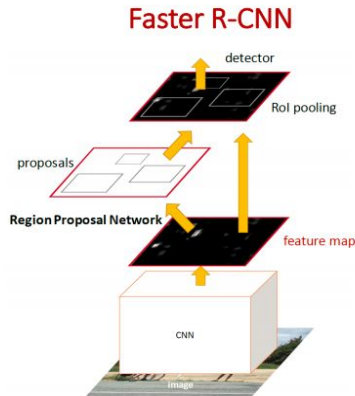 Faster R-CNN
detector
RoI pooling
proposals
Region Proposal Network
feature map
CNN
image